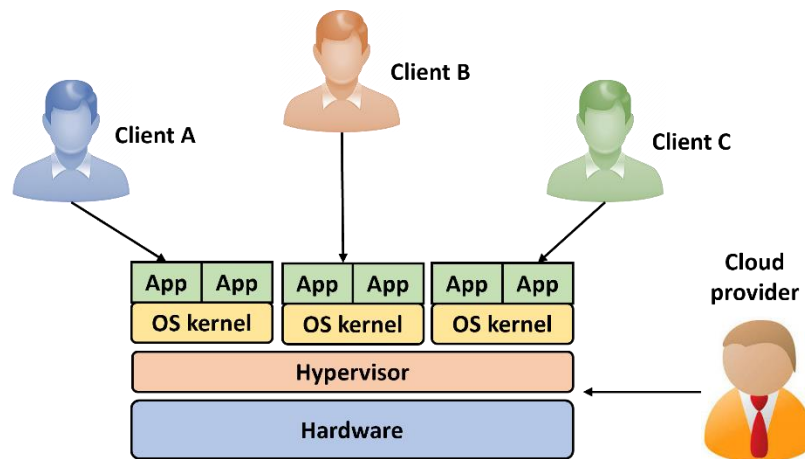 Client B
Client A
Client C
App App App App App App
OS kernel OS kernel OS kernel
Hypervisor
Hardware
Cloud
provider